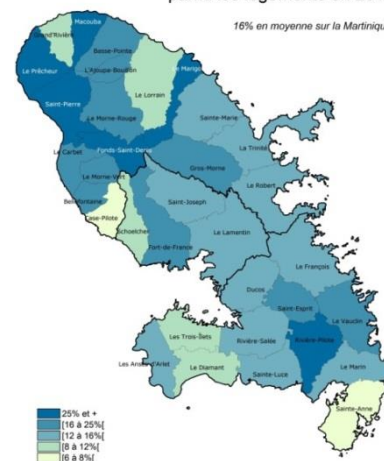 16% en moyenne sur la Martiniqu
Macouba
Grand'Rivière
Basse-Pointe
Le Prêcheur
L'Ajoupa-Bouillon
Le Marigot
Le Lorrain
Saint-Pierre
Sainte-Marie
Le Morne-Rouge
La Trinité
Fonds-Saint-Denis
Le Carbet
Gros-Morne
Le Morne-Vert
Le Robert
Bellefontaine
Saint-Joseph
Case-Pilote
Schoelcher
Le Lamentin
Fort-de-France
Le François
Ducos
Saint-Esprit
Le Vauclin
Les Trois-Îlets
Rivière-Salée
Rivière-Pilote
Les Anses d'Arlet
Le Diamant
Sainte-Luce
Le Marin
Sainte-Anne
25% et +
[16 à 25%[
[12 à 16%[
[8 à 12%[
[6 à 8%[